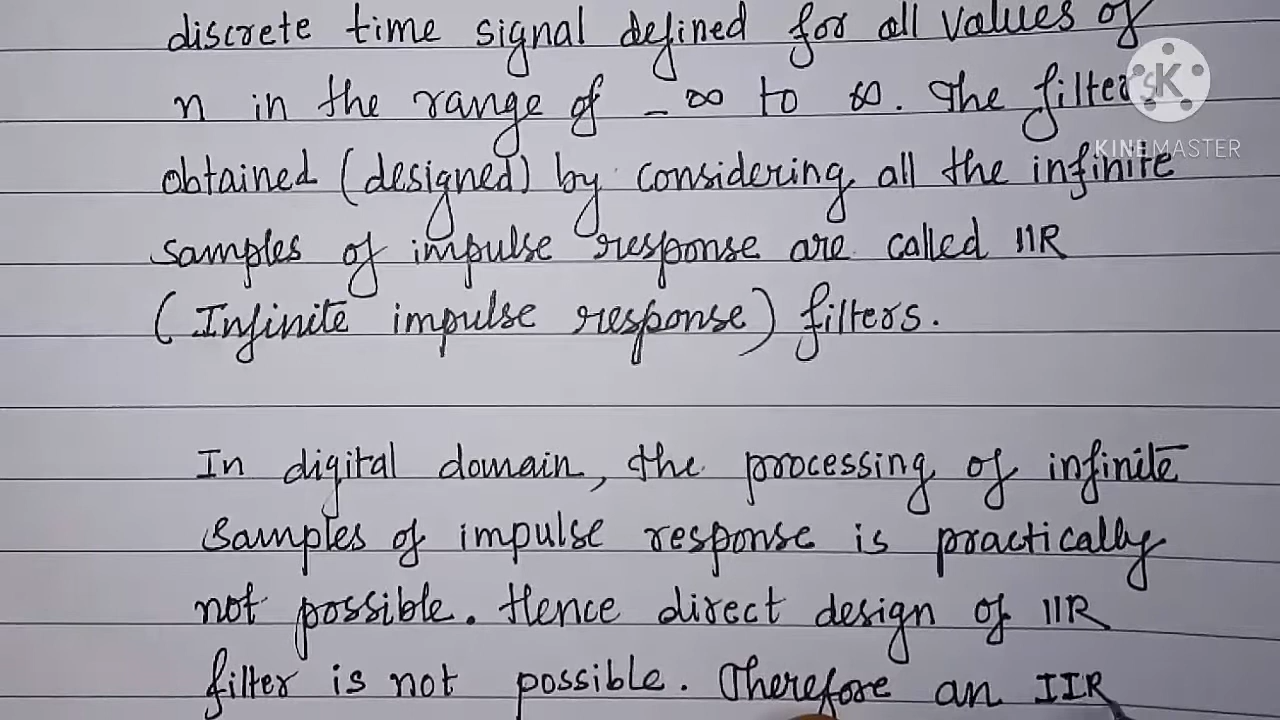 discrete time signal defined for all values of
n in the range of -∞ to ∞. The filters
K
KINEMASTER
obtained (designed) by considering all the infinite
samples of impulse response are called IIR
(Infinite impulse response) filters.
In digital domain, the processing of infinite
samples of impulse response is practically
not possible. Hence direct design of IIR
filter is not possible. Therefore an IIR